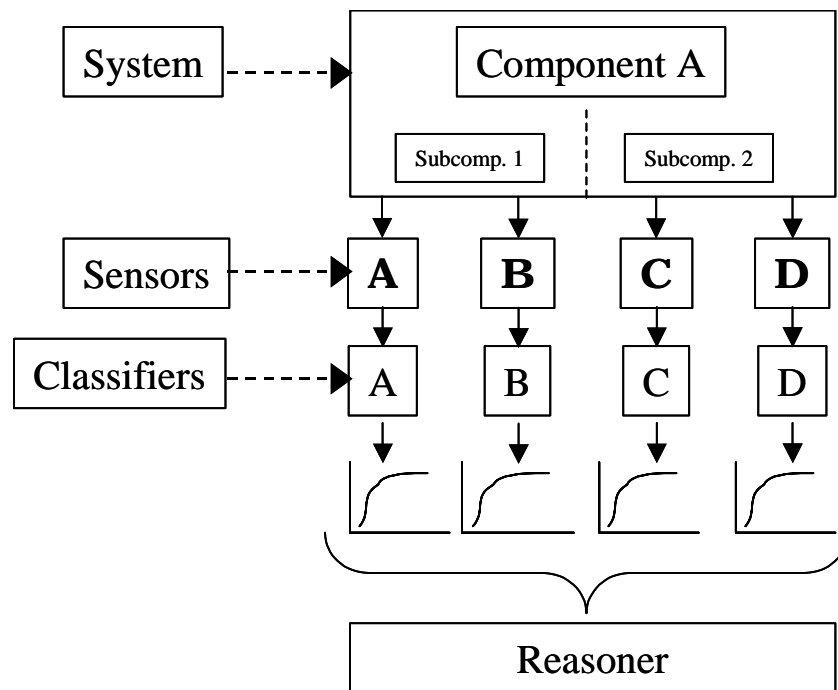 System
Component A
Subcomp. 1
Subcomp. 2
Sensors
A
B
C
D
Classifiers
A
B
C
D
Reasoner